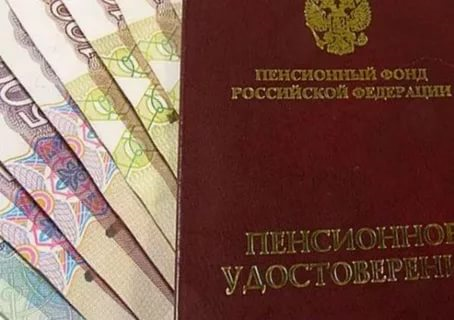 ПЕНСИОННЫЙ ФОНД
РОССИЙСКОЙ ФЕДЕРАЦИИ
ПЕНСИОННО
УДОСТОВЕРЕНИ